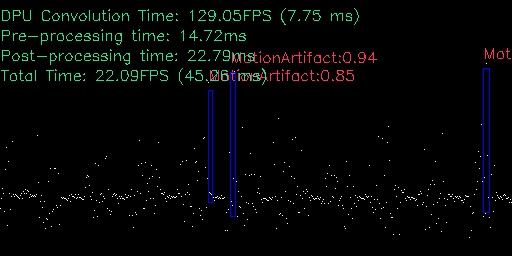 DPU Convolution Time: 129.05FPS (7.75 ms)
Pre-processing time: 14.72ms
Post-processing time: 22.79ms
MotionArtifact:0.94
Mot
Total Time: 22.09FPS (45.26 ms)
MotionArtifact:0.85